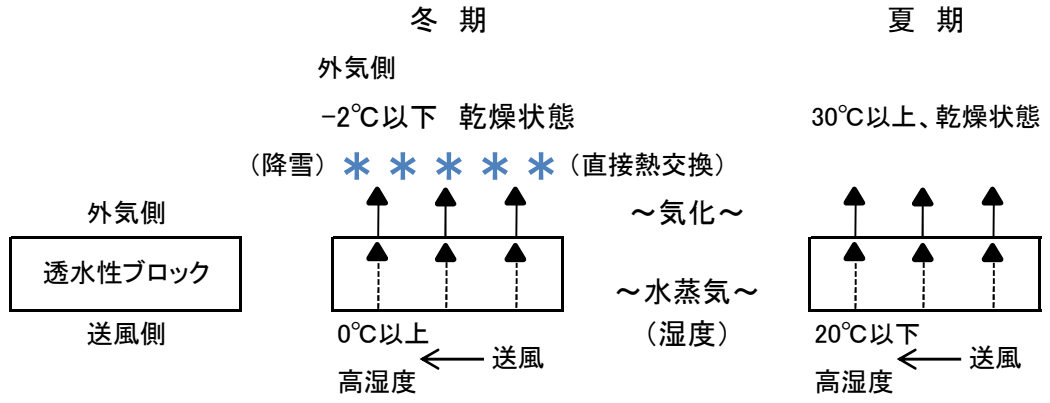 冬 期
夏 期
外気側
-2℃以下 乾燥状態
30℃以上、乾燥状態
（降雪）＊＊＊＊＊（直接熱交換）
外気側
～気化～
透水性ブロック
～水蒸気～
送風側
0℃以上
（湿度）
20℃以下
送風
送風
高湿度
高湿度